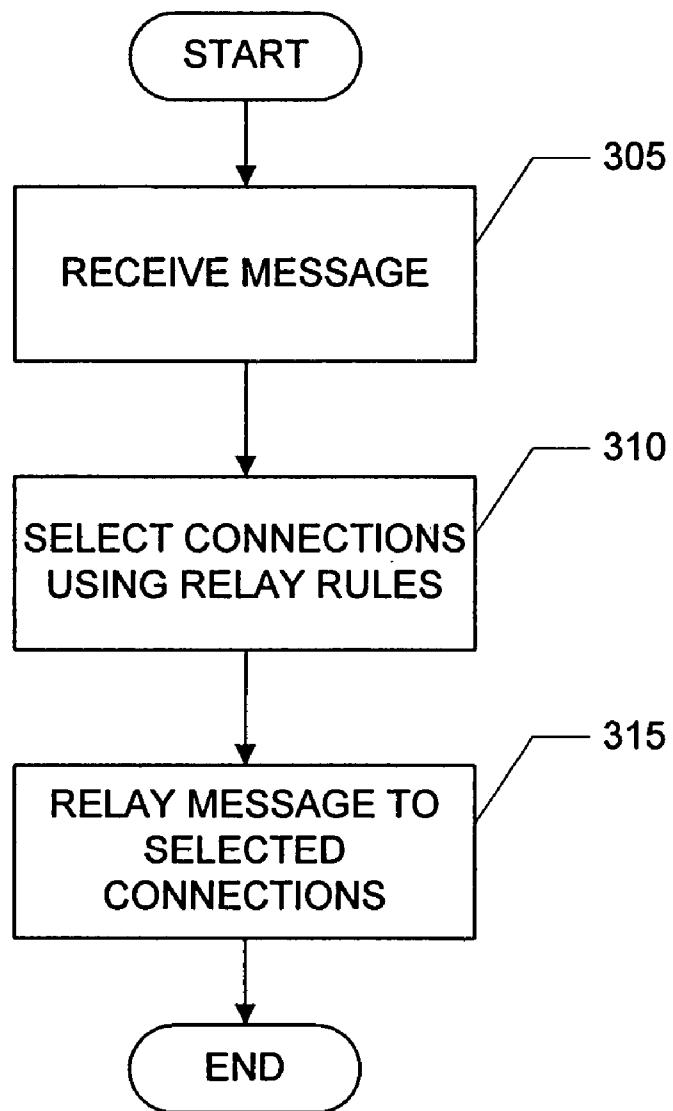 START
305
RECEIVE MESSAGE
310
SELECT CONNECTIONS
USING RELAY RULES
315
RELAY MESSAGE TO
SELECTED
CONNECTIONS
END